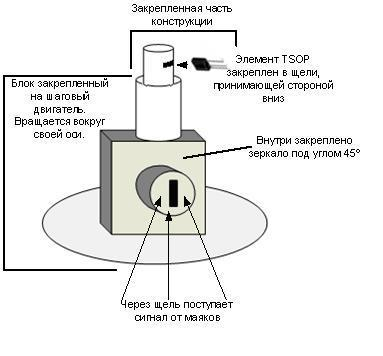 Закрепленная часть
конструкции
Элемент TSOP
закреплен в щели,
принимающей стороной
вниз
Блок закрепленный
на шаговый
двигатель.
Вращается вокруг
своей оси.
Внутри закреплено
зеркало под углом 45°
Через щель поступает
сигнал от маяков